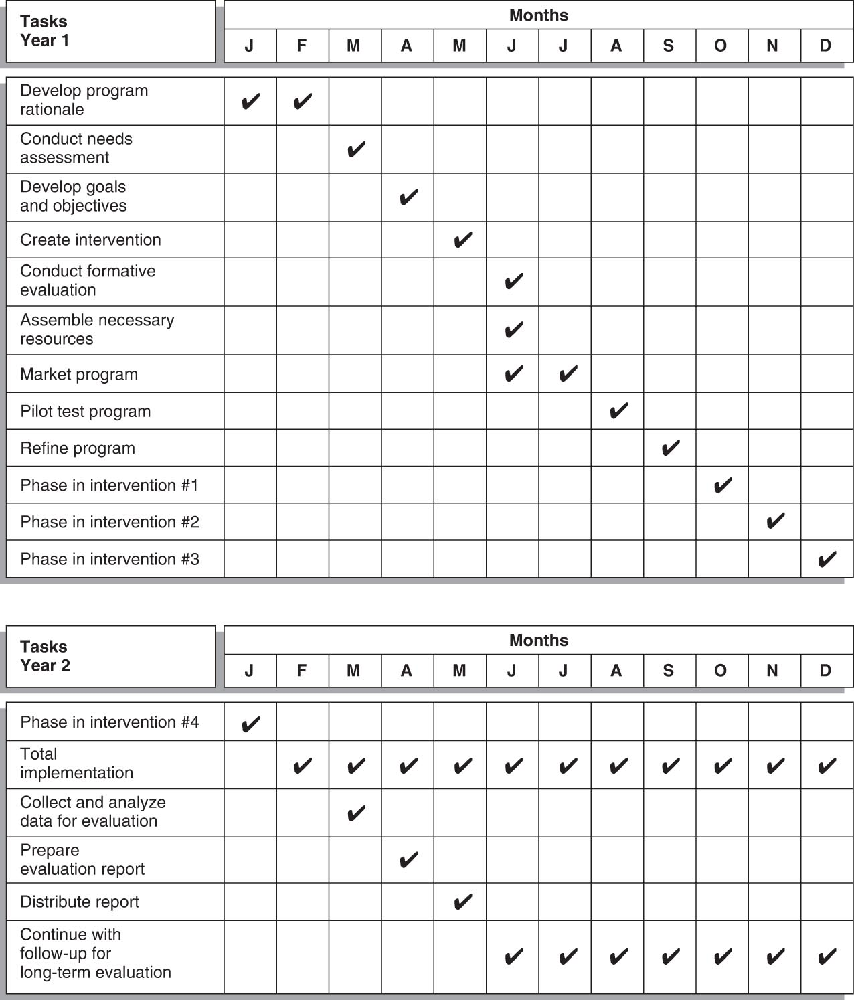 Tasks
Year 1
Months
J F M A M J J A S O N D
Develop program
rationale
✔ ✔
Conduct needs
assessment
✔
Develop goals
and objectives
✔
Create intervention ✔
Conduct formative
evaluation
✔
Assemble necessary
resources
✔
Market program ✔ ✔
Pilot test program ✔
Refine program ✔
Phase in intervention #1 ✔
Phase in intervention #2 ✔
Phase in intervention #3 ✔
Tasks
Year 2
Months
J F M A M J J A S O N D
Phase in intervention #4 ✔
Total
implementation
✔ ✔ ✔ ✔ ✔ ✔ ✔ ✔ ✔ ✔ ✔
Collect and analyze
data for evaluation
✔
Prepare
evaluation report
✔
Distribute report ✔
Continue with
follow-up for
long-term evaluation
✔ ✔ ✔ ✔ ✔ ✔ ✔